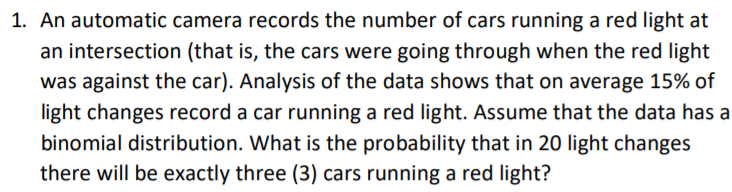 1. An automatic camera records the number of cars running a red light at
an intersection (that is, the cars were going through when the red light
was against the car). Analysis of the data shows that on average 15% of
light changes record a car running a red light. Assume that the data has a
binomial distribution. What is the probability that in 20 light changes
there will be exactly three (3) cars running a red light?